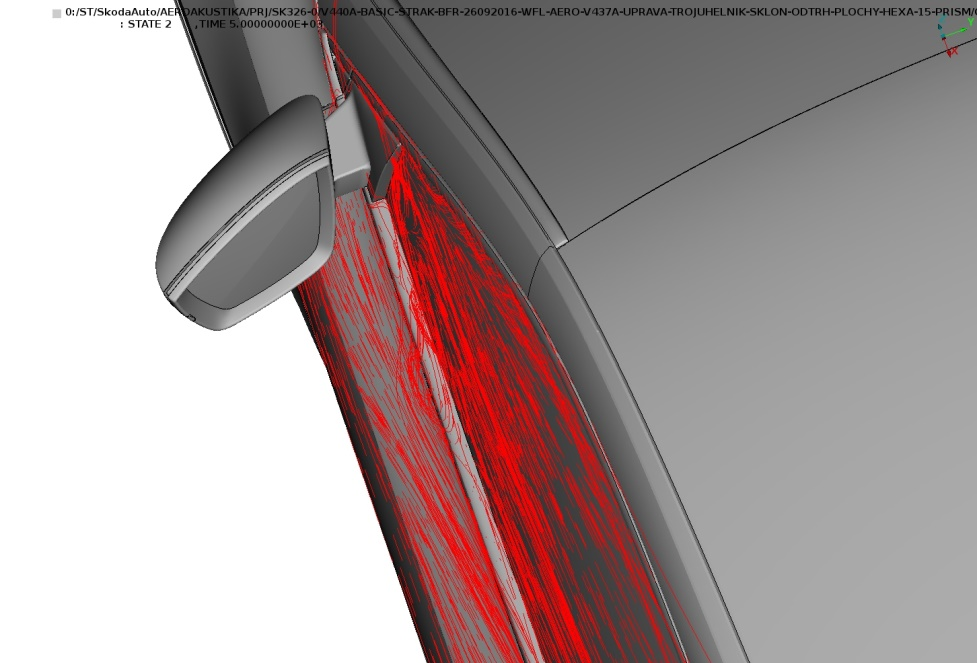 0:/ST/SkodaAuto/AEROAKUSTIKA/PRJ/SK326-0/V440A-BASIC-STRAK-BFR-26092016-WFL-AERO-V437A-UPRAVA-TROJUHELNIK-SKLON-ODTRH-PLOCHY-HEXA-15-PRISM/
: STATE 2 ,TIME 5.00000000E+03
Y
X